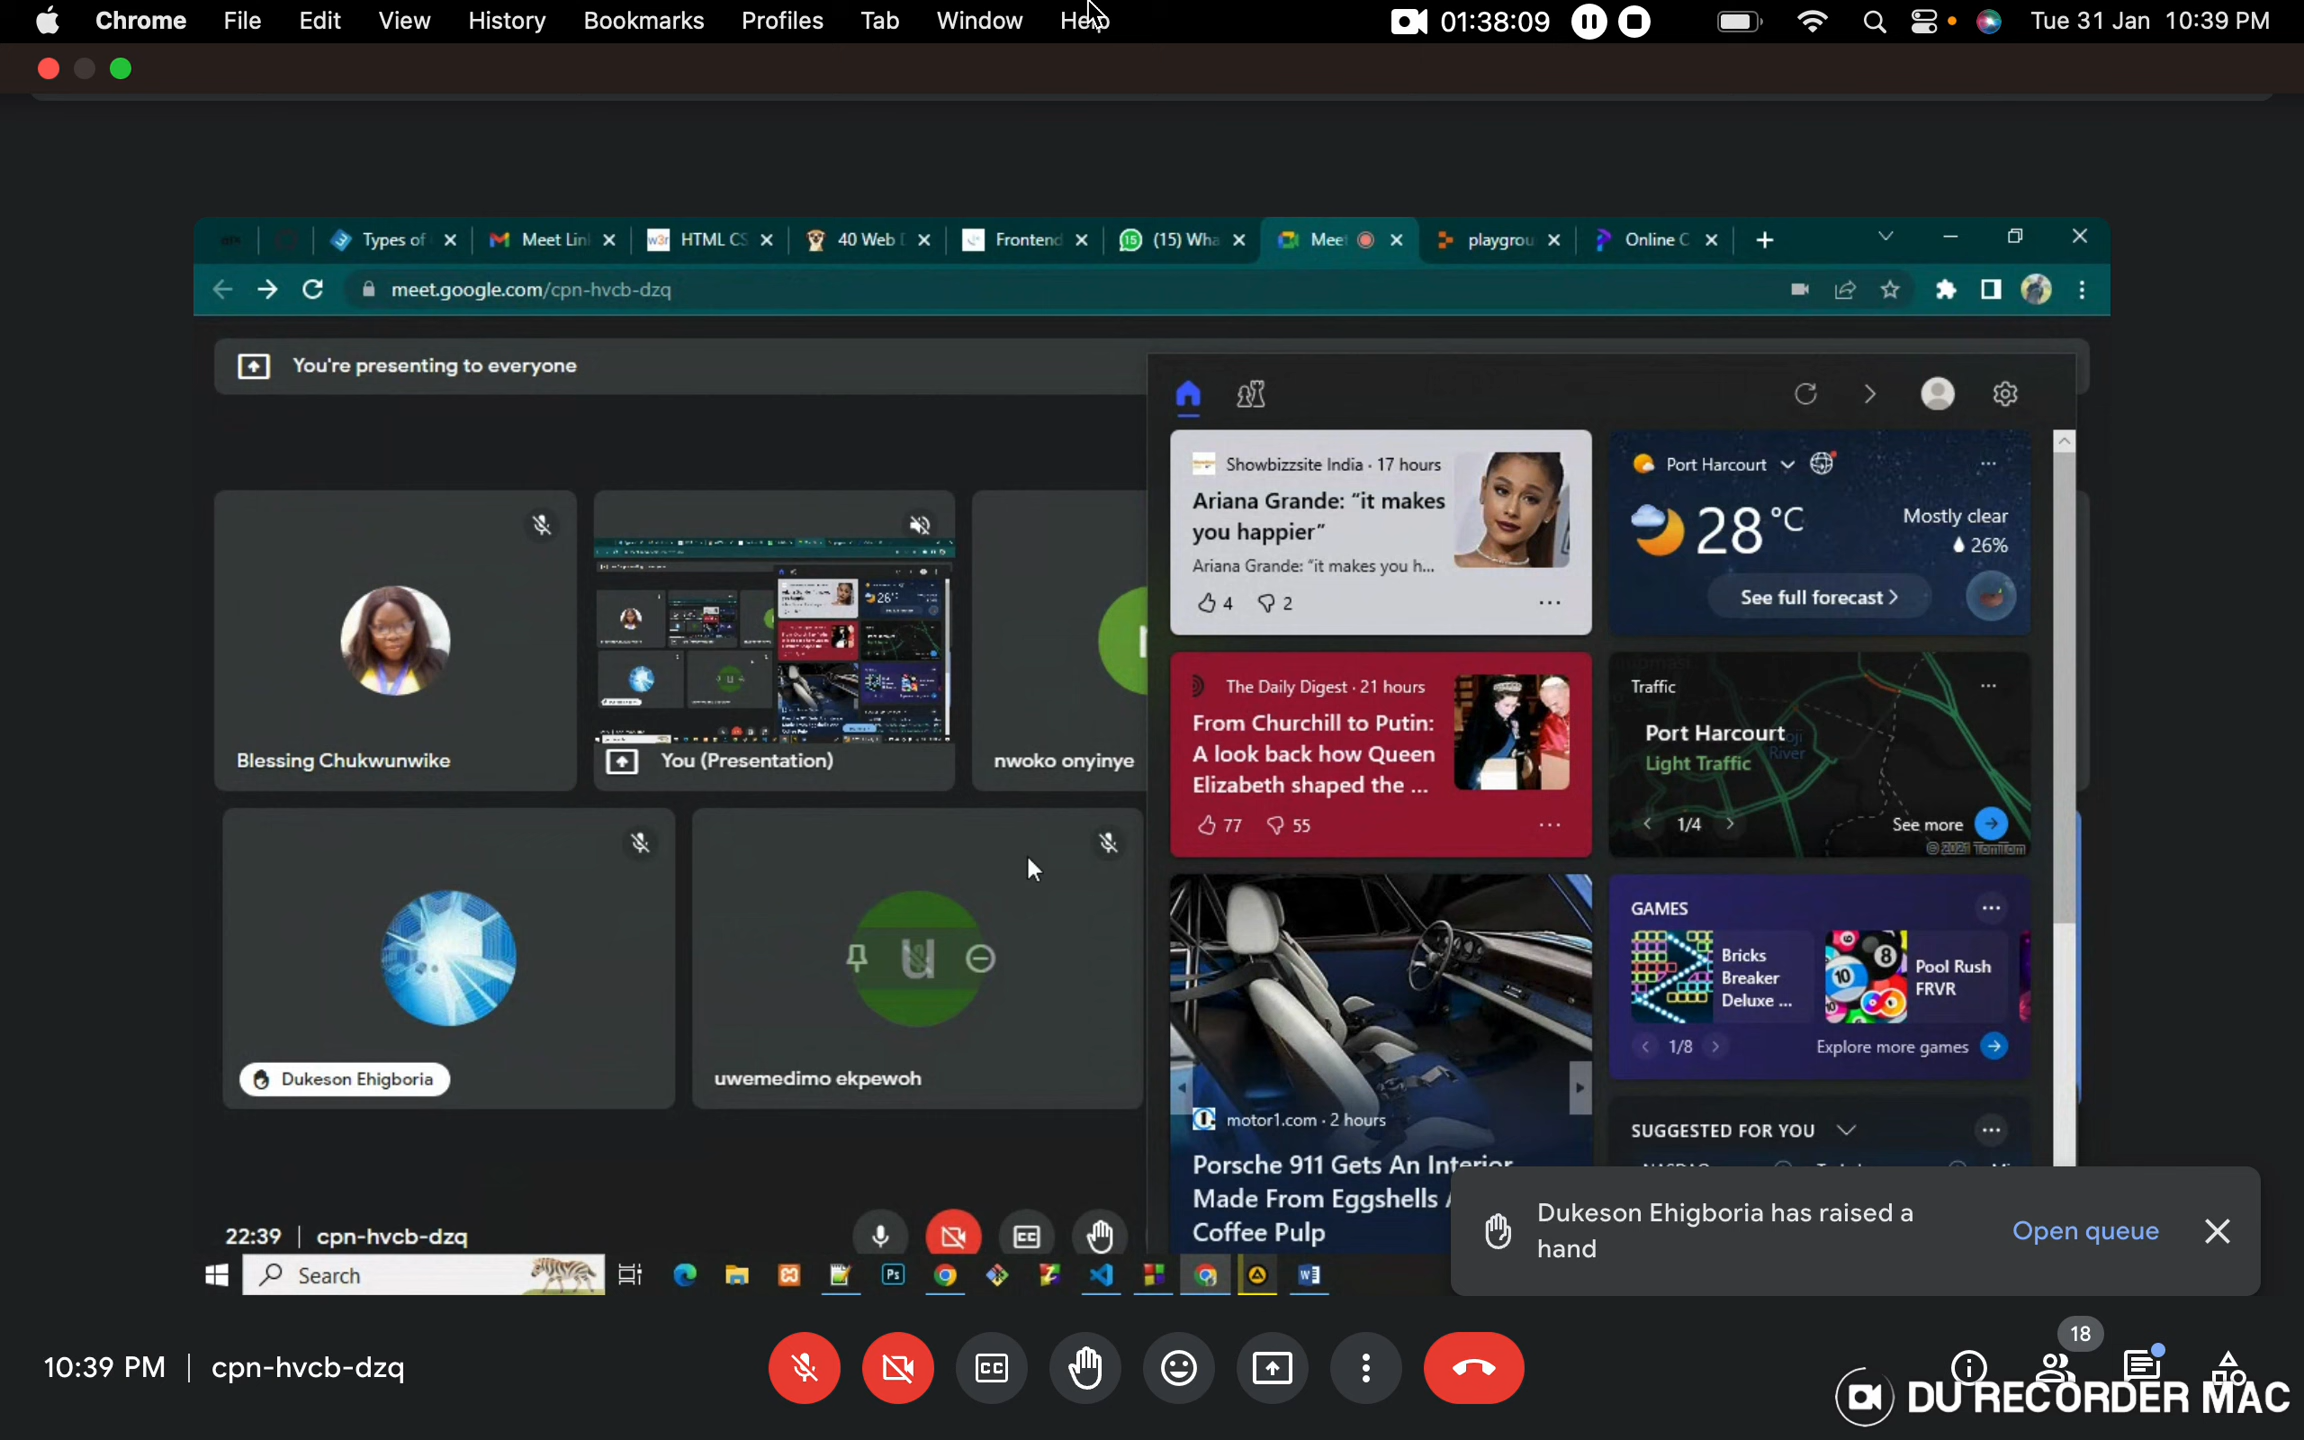 Chrome File Edit View History Bookmarks Profiles Tab Window Help 01:38:09 Tue 31 Jan 10:39 PM
Types of Meet Lin HTML CS 40 Web Frontend (15) Wha Meet playgrou Online C
meet.google.com/cpn-hvcb-dzq
You're presenting to everyone
Showbizzsite India · 17 hours
Ariana Grande: “it makes
you happier”
Ariana Grande: “it makes you h...
4 2
Port Harcourt
28 °C
Mostly clear
26%
See full forecast
Blessing Chukwunwike
You (Presentation)
nwoko onyinye
The Daily Digest · 21 hours
From Churchill to Putin:
A look back how Queen
Elizabeth shaped the ...
77 55
Traffic
Port Harcourt
Light Traffic
River
1/4
See more
© 2021 TomTom
Dukeson Ehigboria
U
uwemedimo ekpewoh
motor1.com · 2 hours
Porsche 911 Gets An Interior
Made From Eggshells
Coffee Pulp
GAMES
Bricks
Breaker
Deluxe ...
Pool Rush
FRVR
1/8
Explore more games
SUGGESTED FOR YOU
Dukeson Ehigboria has raised a
hand
Open queue
22:39 | cpn-hvcb-dzq
Search
Ps
10:39 PM | cpn-hvcb-dzq
18
DU RECORDER MAC